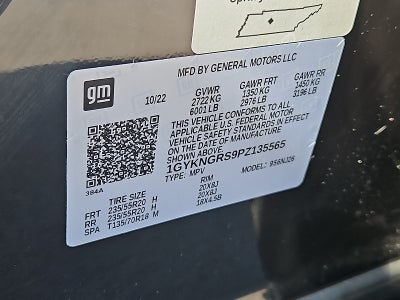 gm
MFD BY GENERAL MOTORS LLC
10/22 GVWR GAWR FRT GAWR RR
2722 KG 1350 KG 1450 KG
6001 LB 2976 LB 3196 LB
THIS VEHICLE CONFORMS TO ALL
APPLICABLE U.S. FEDERAL MOTOR
VEHICLE SAFETY STANDARDS IN EFFECT
ON THE DATE OF MANUFACTURE
SHOWN ABOVE.
1GYKNGRS9PZ135565
TYPE: MPV MODEL: 956NJ26
384A
TIRE SIZE RIM
FRT 235/55R20 H 20X8J
RR 235/55R20 H 20X8J
SPA T135/70R18 M 18X4.5B